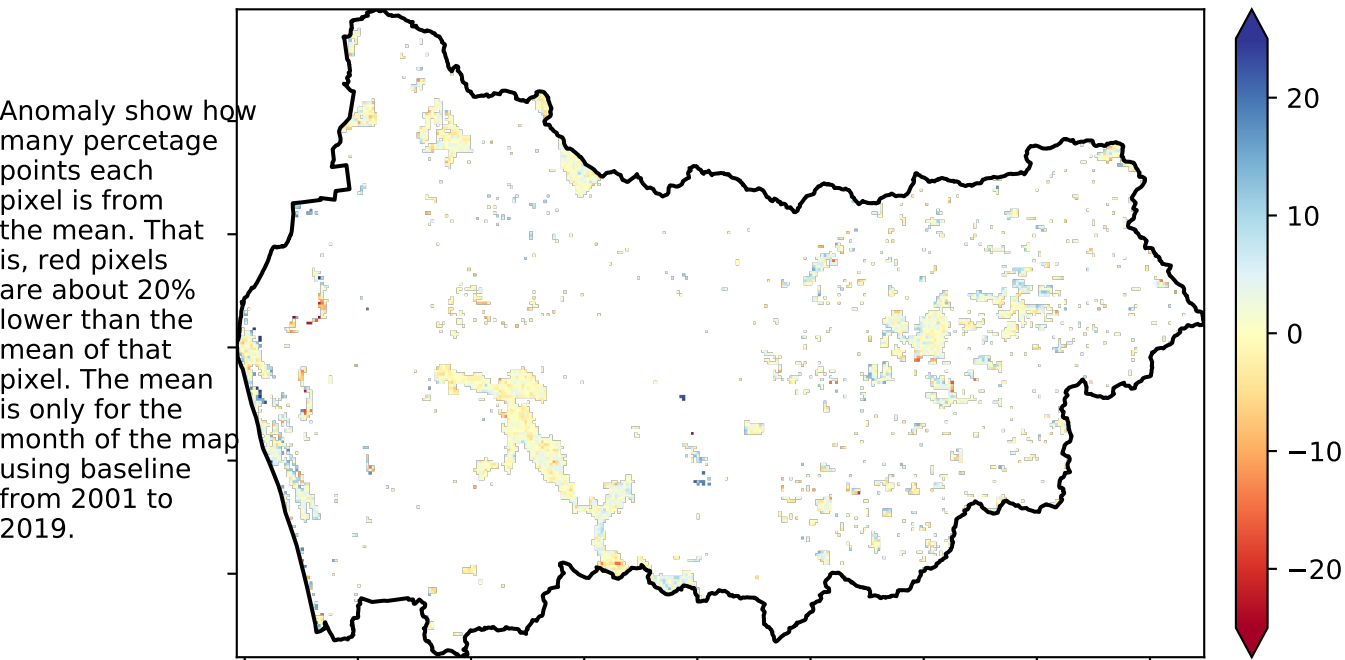 Anomaly show how
many percetage
points each
pixel is from
the mean. That
is, red pixels
are about 20%
lower than the
mean of that
pixel. The mean
is only for the
month of the map
using baseline
from 2001 to
2019.
20
10
0
−10
−20